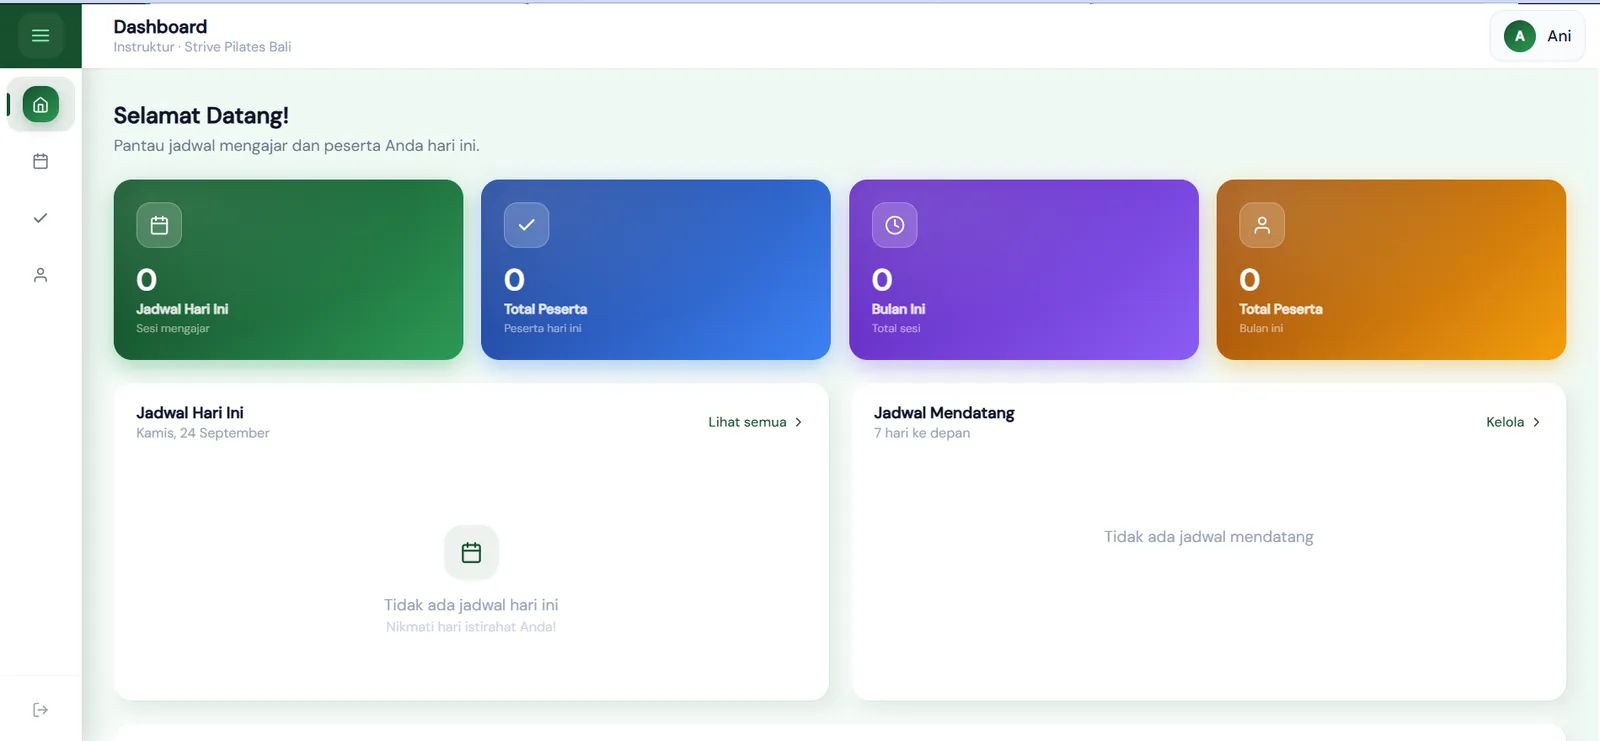 Dashboard
Instruktur · Strive Pilates Bali
A
Ani
Selamat Datang!
Pantau jadwal mengajar dan peserta Anda hari ini.
0
Jadwal Hari Ini
Sesi mengajar
0
Total Peserta
Peserta hari ini
0
Bulan Ini
Total sesi
0
Total Peserta
Bulan ini
Jadwal Hari Ini
Kamis, 24 September
Lihat semua
Tidak ada jadwal hari ini
Nikmati hari istirahat Anda!
Jadwal Mendatang
7 hari ke depan
Kelola
Tidak ada jadwal mendatang